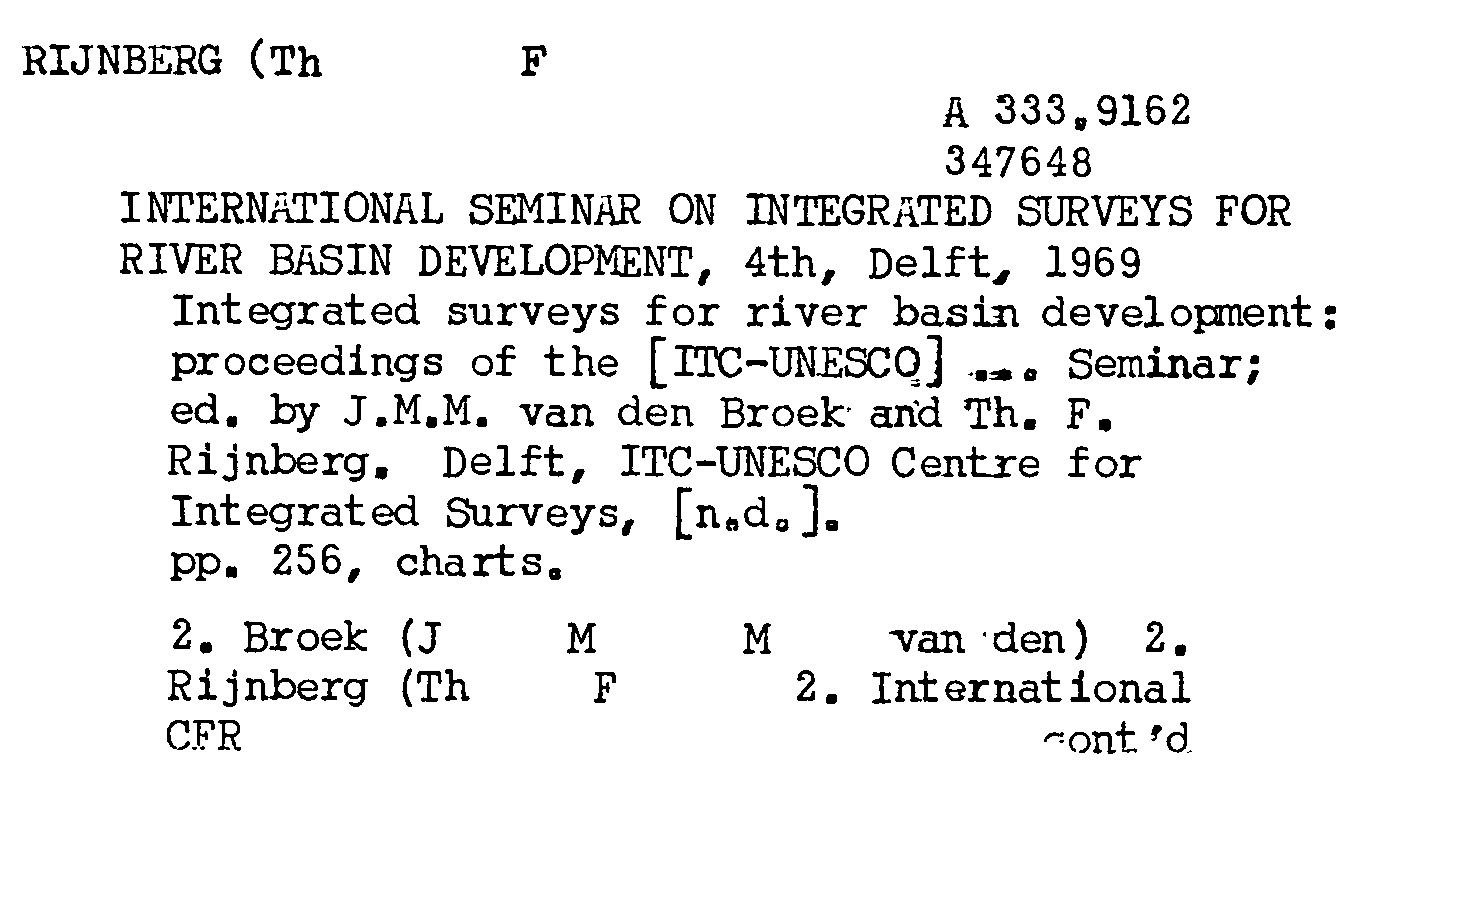 RIJNBERG (Th F
A 333.9162
347648
INTERNATIONAL SEMINAR ON INTEGRATED SURVEYS FOR
RIVER BASIN DEVELOPMENT, 4th, Delft, 1969
Integrated surveys for river basin development:
proceedings of the [ITC-UNESCO] .... Seminar;
ed. by J.M.M. van den Broek and Th. F.
Rijnberg. Delft, ITC-UNESCO Centre for
Integrated Surveys, [n.d.].
pp. 256, charts.
2. Broek (J M M van den) 2.
Rijnberg (Th F 2. International
CFR cont'd